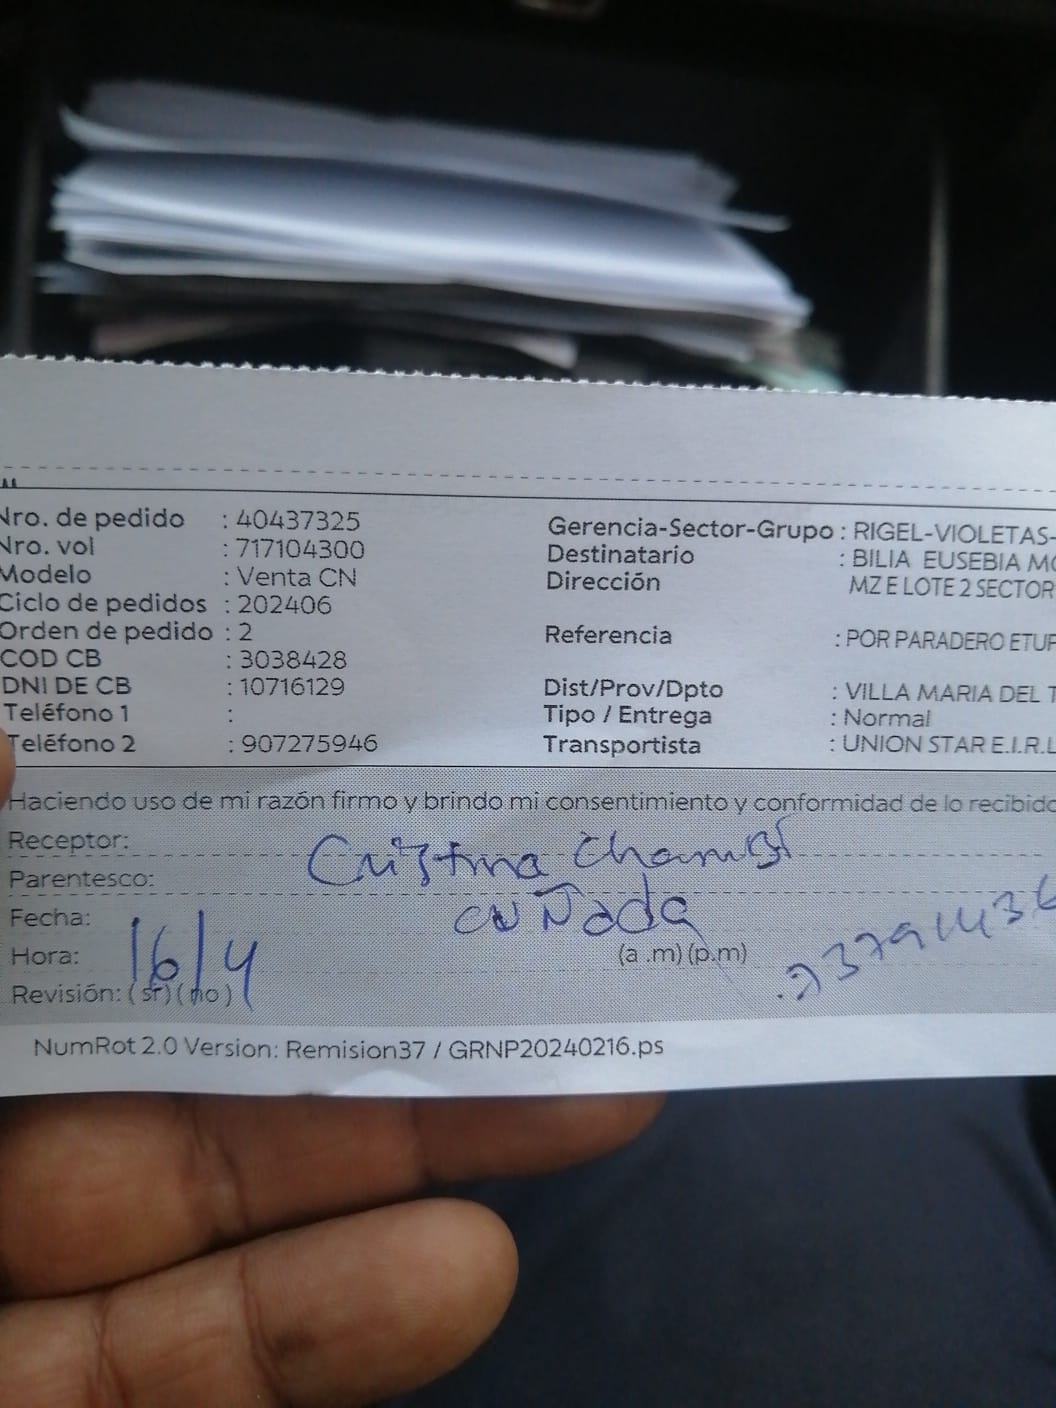 Nro. de pedido : 40437325
Nro. vol : 717104300
Modelo : Venta CN
Ciclo de pedidos : 202406
Orden de pedido : 2
COD CB : 3038428
DNI DE CB : 10716129
Teléfono 1 :
Teléfono 2 : 907275946
Gerencia-Sector-Grupo : RIGEL-VIOLETAS-
Destinatario : BILIA EUSEBIA MO
Dirección MZ E LOTE 2 SECTOR
Referencia : POR PARADERO ETUP
Dist/Prov/Dpto : VILLA MARIA DEL T
Tipo / Entrega : Normal
Transportista : UNION STAR E.I.R.L
Haciendo uso de mi razón firmo y brindo mi consentimiento y conformidad de lo recibido
Receptor: Cristina Chambi
Parentesco: cuñada
Fecha: 16/4
Hora: (a .m) (p.m)
Revisión: ( si ) ( no )
NumRot 2.0 Version: Remision37 / GRNP20240216.ps